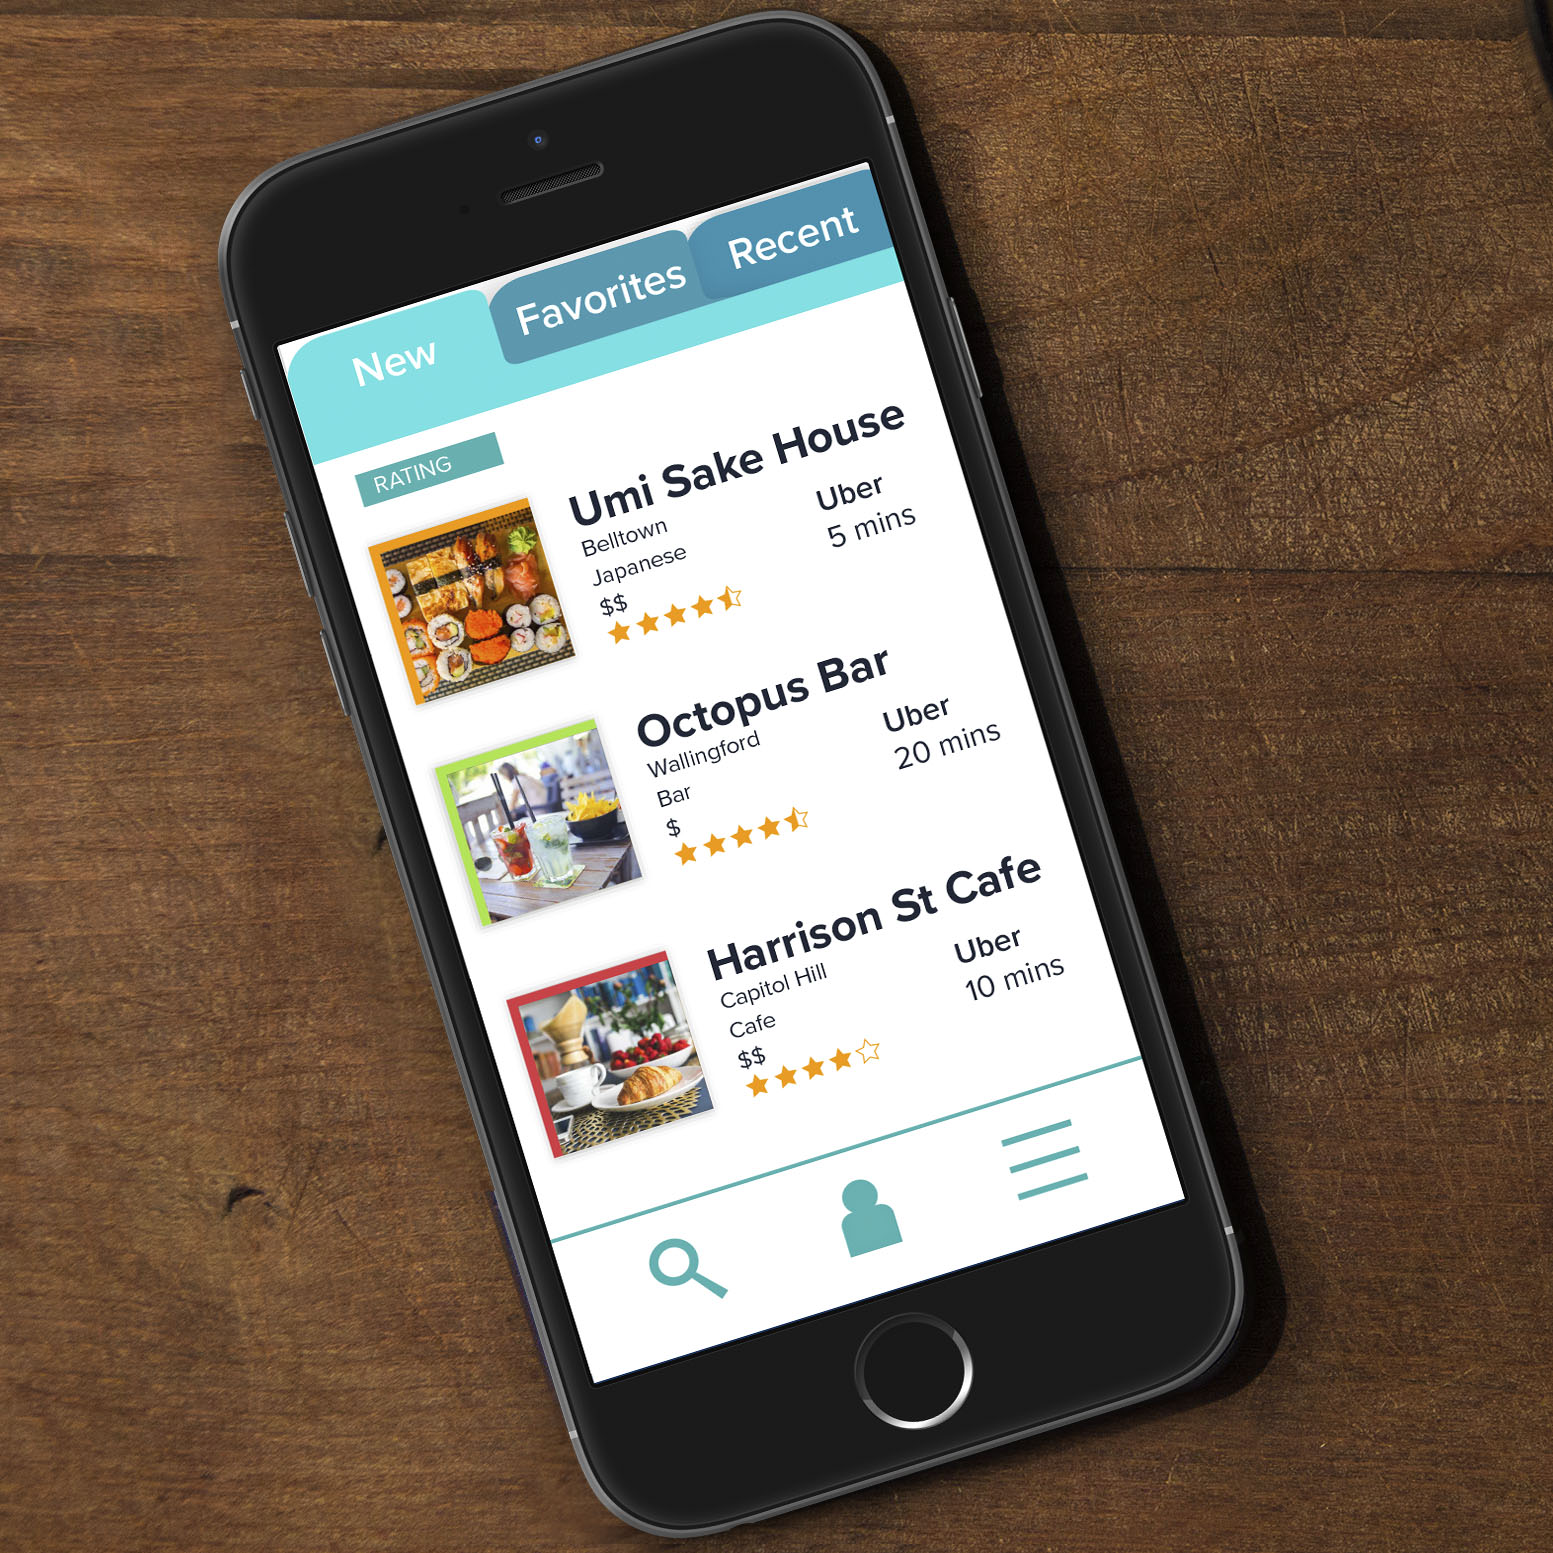 New
Favorites
Recent
RATING
Umi Sake House
Belltown
Japanese
$$
Uber
5 mins
Octopus Bar
Wallingford
Bar
$
Uber
20 mins
Harrison St Cafe
Capitol Hill
Cafe
$$
Uber
10 mins